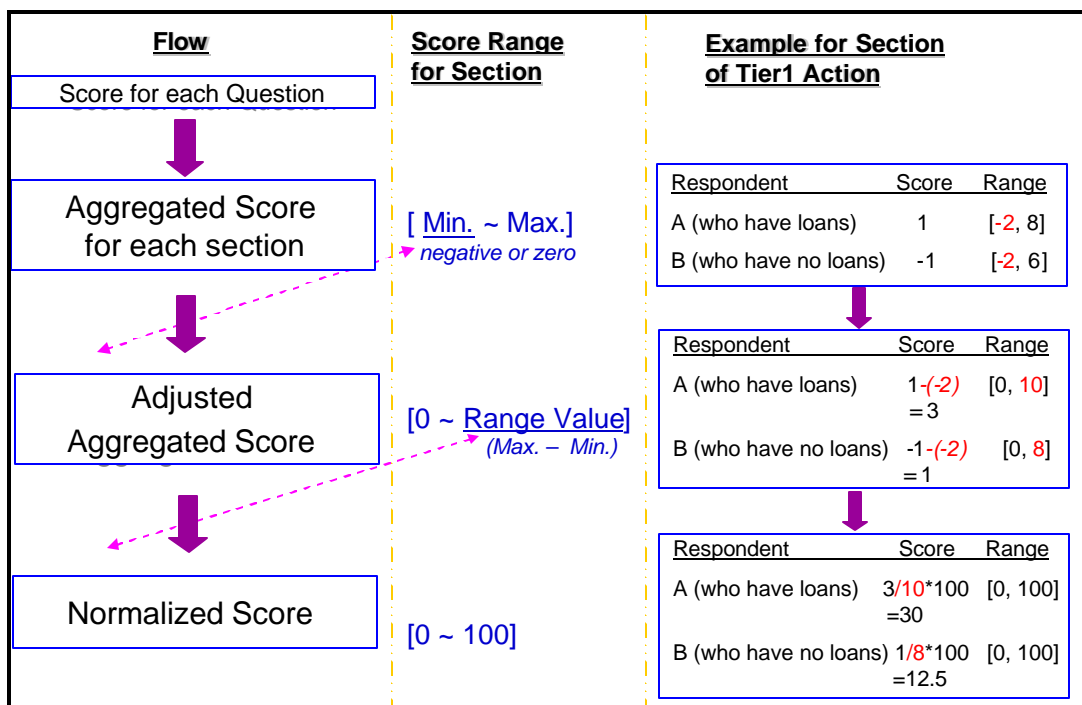 Flow
Score for each Question
Aggregated Score
for each section
Adjusted
Aggregated Score
Normalized Score
Score Range
for Section
[ Min. ~ Max.]
negative or zero
[0 ~ Range Value]
(Max. – Min.)
[0 ~ 100]
Example for Section
of Tier1 Action
Respondent Score Range
A (who have loans) 1 [-2, 8]
B (who have no loans) -1 [-2, 6]
Respondent Score Range
A (who have loans) 1-(-2) [0, 10]
= 3
B (who have no loans) -1-(-2) [0, 8]
= 1
Respondent Score Range
A (who have loans) 3/10*100 [0, 100]
=30
B (who have no loans) 1/8*100 [0, 100]
=12.5